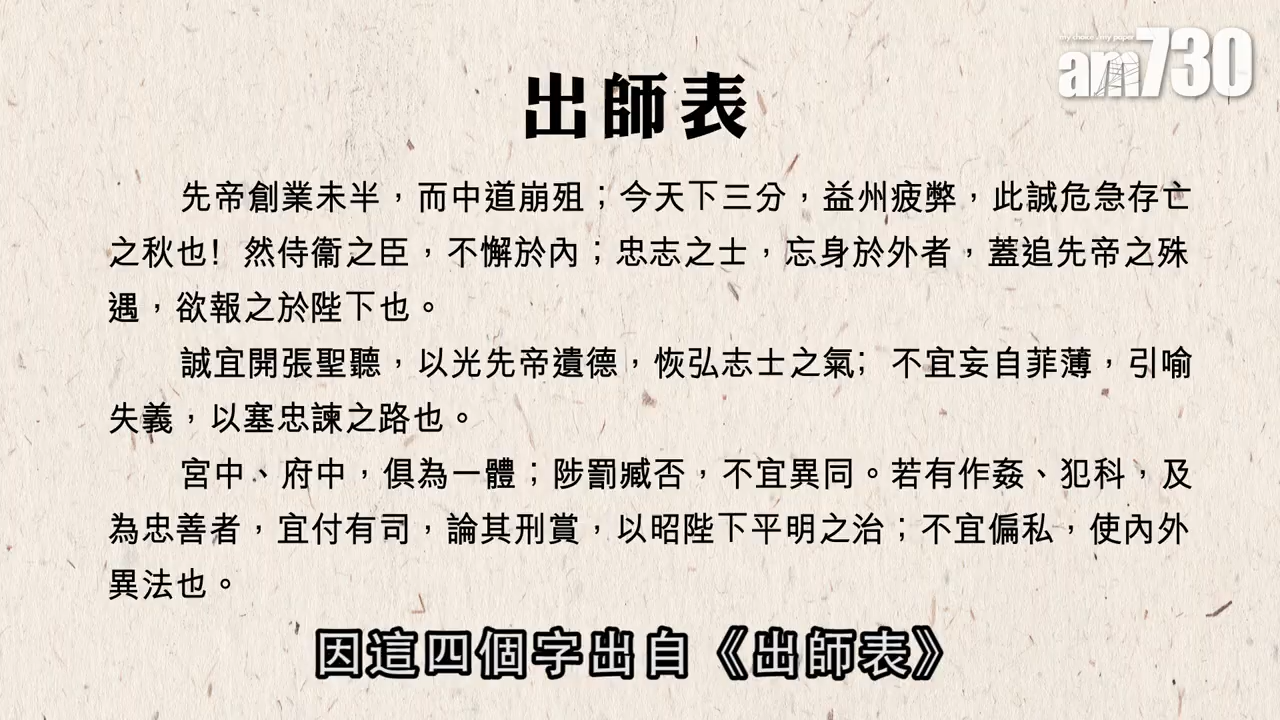 my choice . my paper
am730
出師表
先帝創業未半，而中道崩殂；今天下三分，益州疲弊，此誠危急存亡
之秋也！然侍衞之臣，不懈於內；忠志之士，忘身於外者，蓋追先帝之殊
遇，欲報之於陛下也。
誠宜開張聖聽，以光先帝遺德，恢弘志士之氣；不宜妄自菲薄，引喻
失義，以塞忠諫之路也。
宮中、府中，俱為一體；陟罰臧否，不宜異同。若有作姦、犯科，及
為忠善者，宜付有司，論其刑賞，以昭陛下平明之治；不宜偏私，使內外
異法也。
因這四個字出自《出師表》